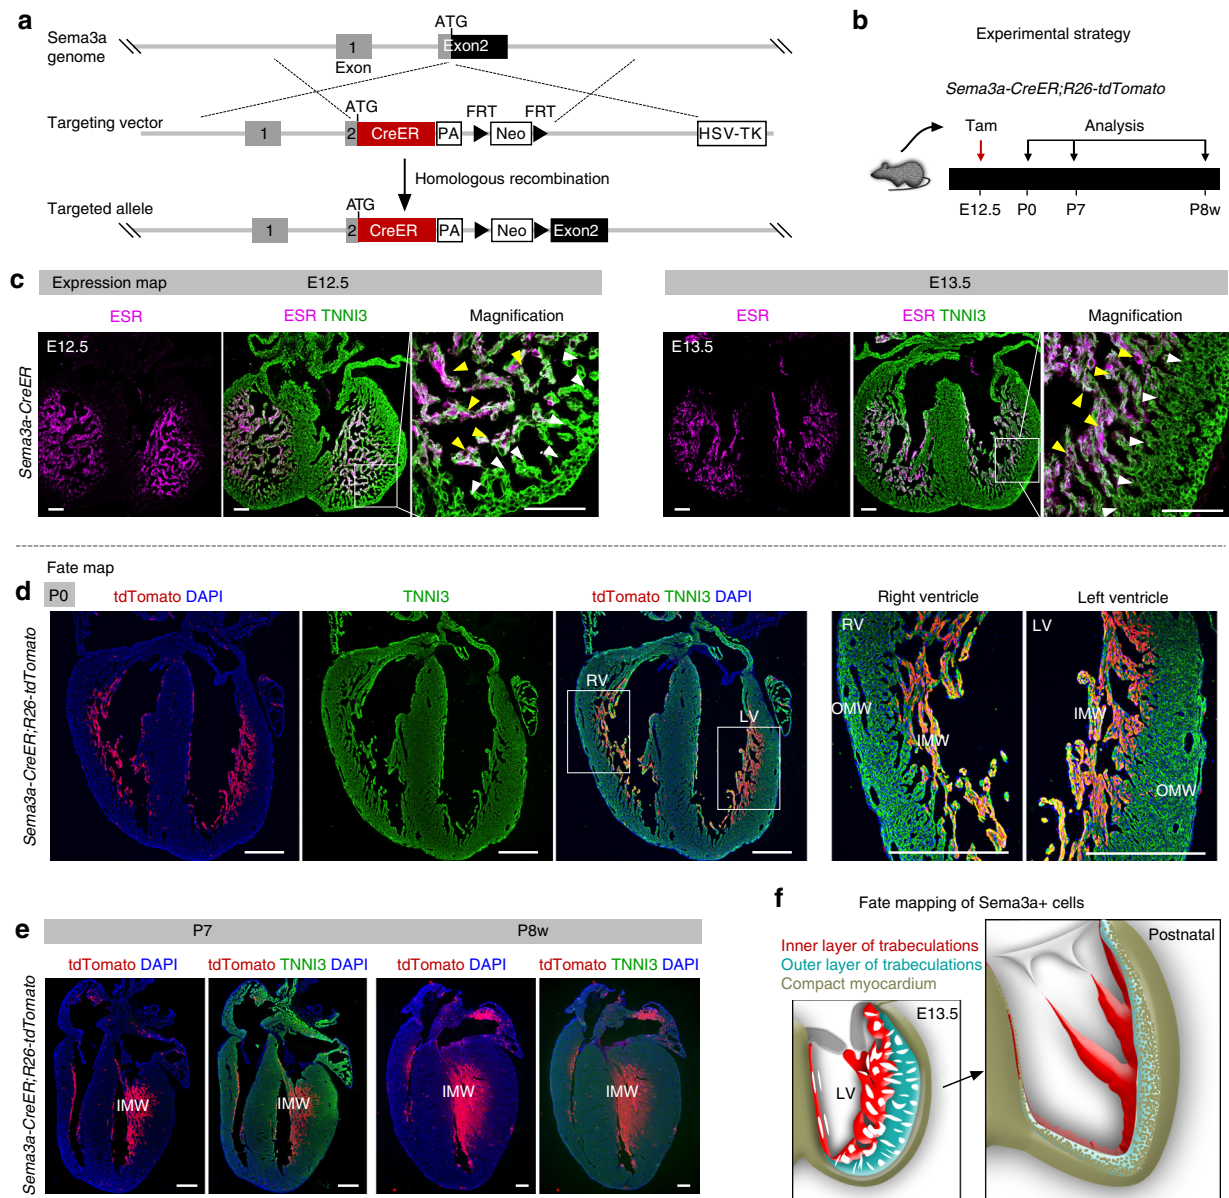 a
ATG
Sema3a genome
1
Exon2
Exon
ATG
FRT
FRT
Targeting vector
1
2
CreER
PA
Neo
HSV-TK
Homologous recombination
Targeted allele
ATG
1
2
CreER
PA
Neo
Exon2
b
Experimental strategy
Sema3a-CreER;R26-tdTomato
Tam
Analysis
E12.5
P0
P7
P8w
c
Expression map
E12.5
E13.5
ESR
ESR TNNI3
Magnification
ESR
ESR TNNI3
Magnification
Sema3a-CreER
E12.5
E13.5
Fate map
d
P0
tdTomato DAPI
TNNI3
tdTomato TNNI3 DAPI
Right ventricle
Left ventricle
Sema3a-CreER;R26-tdTomato
RV
LV
RV
OMW
IMW
LV
IMW
OMW
e
P7
P8w
tdTomato DAPI
tdTomato TNNI3 DAPI
tdTomato DAPI
tdTomato TNNI3 DAPI
Sema3a-CreER;R26-tdTomato
IMW
IMW
IMW
IMW
f
Fate mapping of Sema3a+ cells
Inner layer of trabeculations
Outer layer of trabeculations
Compact myocardium
E13.5
LV
Postnatal